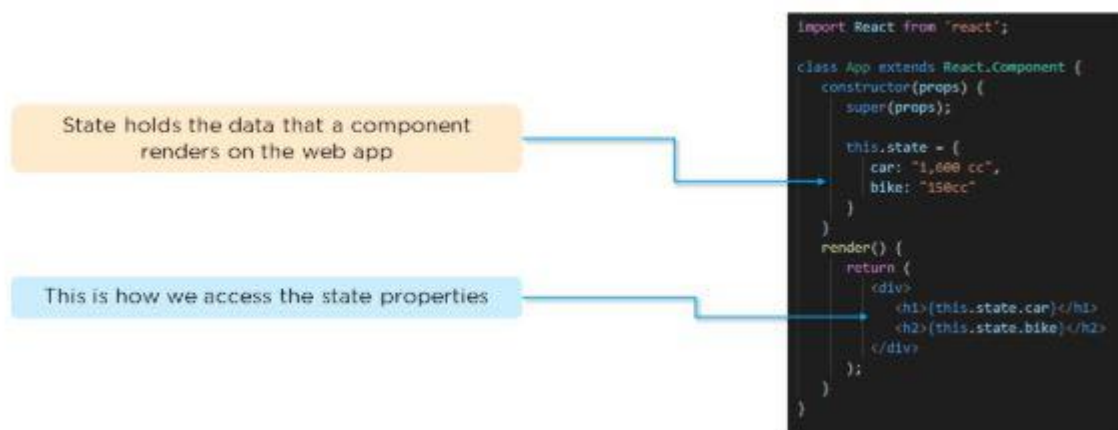 State holds the data that a component
renders on the web app
This is how we access the state properties
import React from 'react';
class App extends React.Component {
constructor(props) {
super(props);
this.state = {
car: "1,600 cc",
bike: "150cc"
}
}
render() {
return (
<div>
<h1>{this.state.car}</h1>
<h2>{this.state.bike}</h2>
</div>
);
}
}